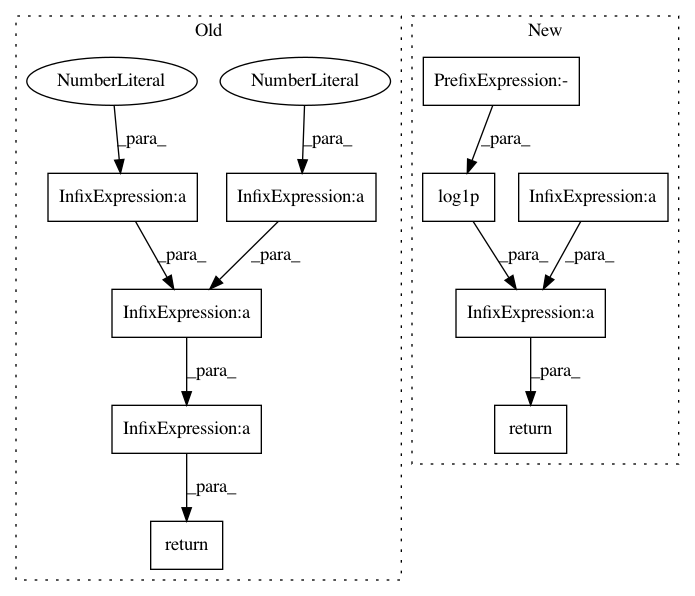 Old
New
NumberLiteral
NumberLiteral
PrefixExpression:-
_para_
_para_
_para_
InfixExpression:a
InfixExpression:a
log1p
InfixExpression:a
_para_
_para_
_para_
_para_
InfixExpression:a
InfixExpression:a
_para_
_para_
InfixExpression:a
return
_para_
return